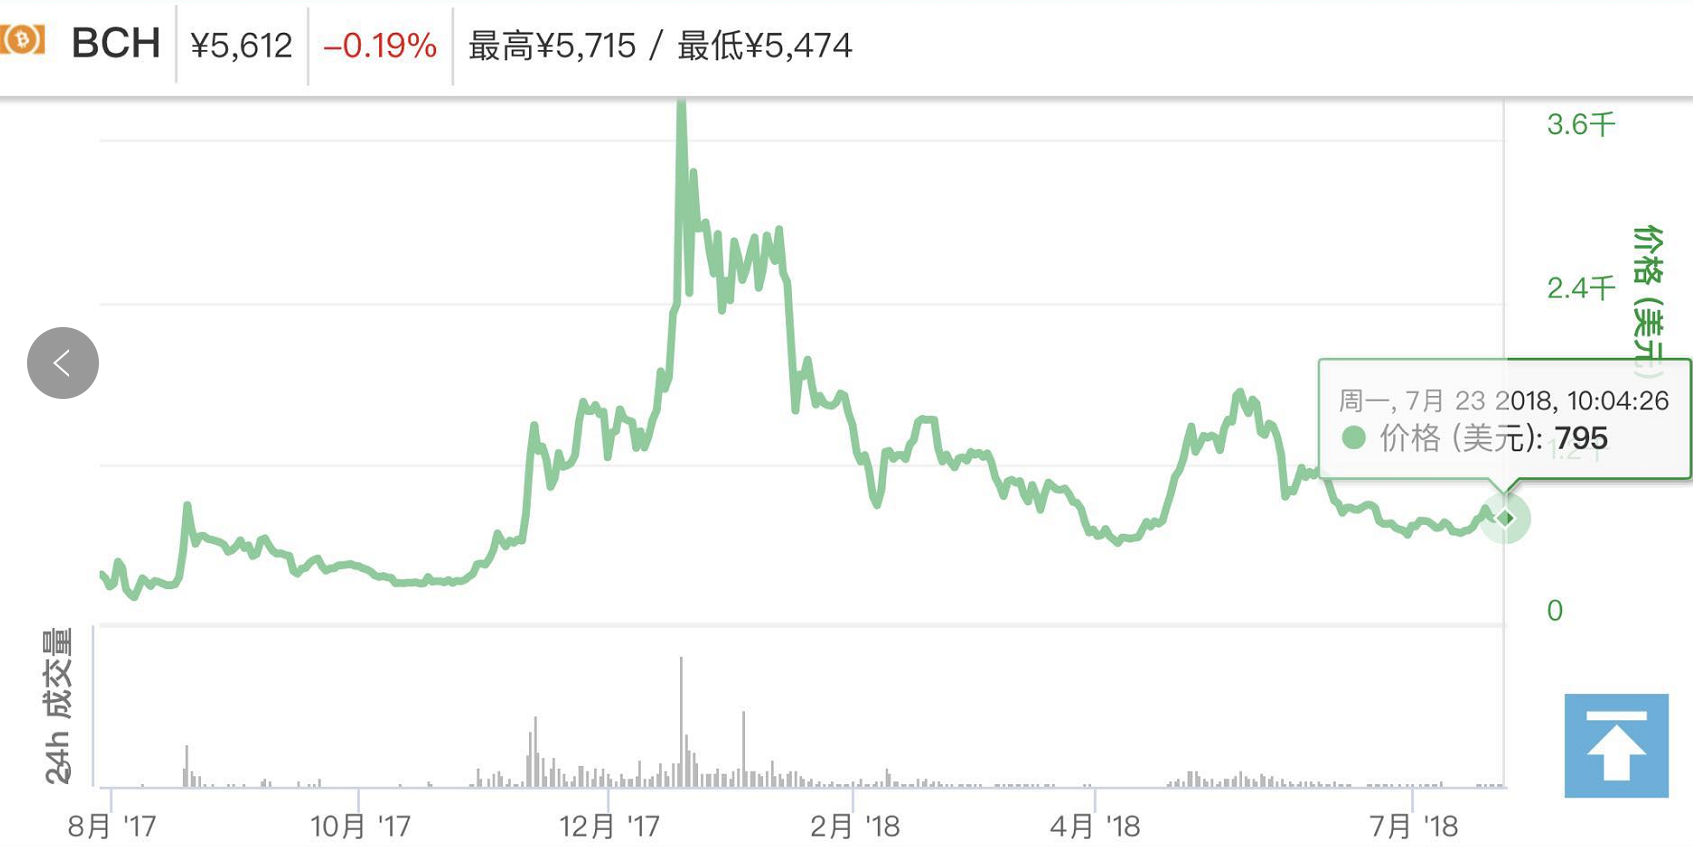 BCH ¥5,612 –0.19% 最高¥5,715 / 最低¥5,474
3.6千
2.4千
价格 (美元)
周一, 7月 23 2018, 10:04:26
价格 (美元): 795
1.2千
0
24h 成交量
8月 '17 10月 '17 12月 '17 2月 '18 4月 '18 7月 '18